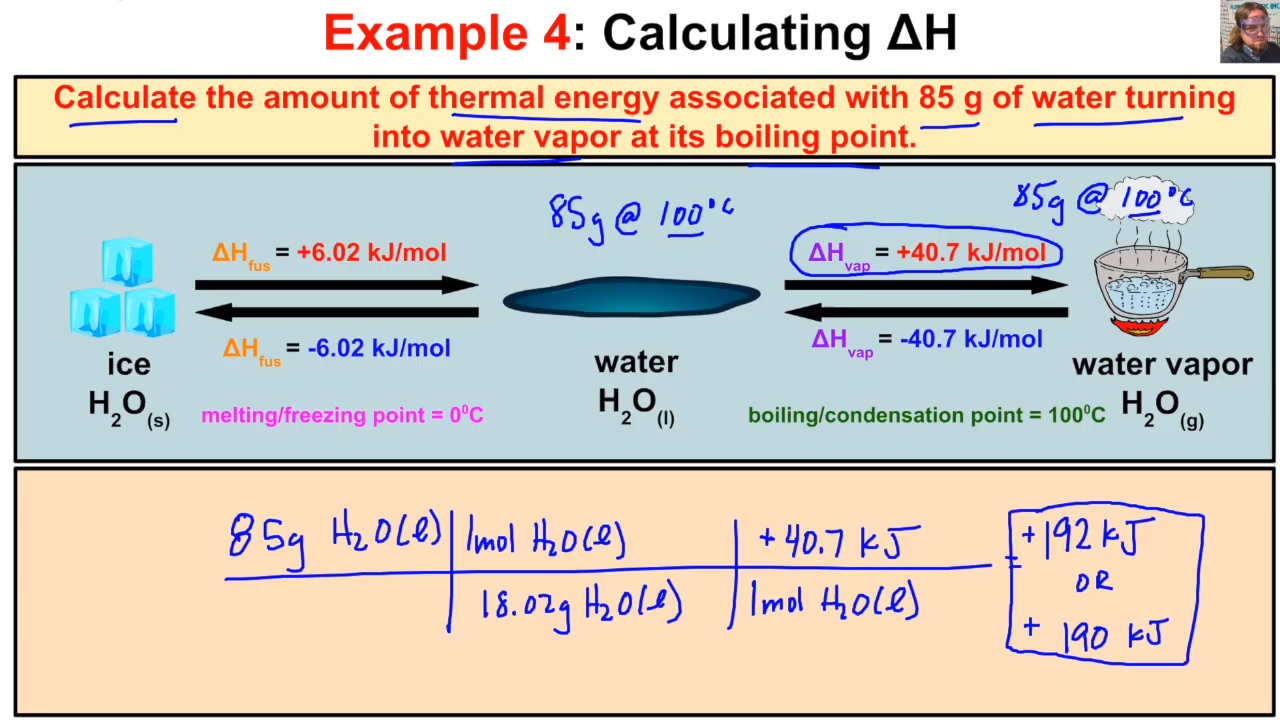 Example 4: Calculating ΔH
Calculate the amount of thermal energy associated with 85 g of water turning
into water vapor at its boiling point.
85g @ 100°C
85g @ 100°C
ΔHfus = +6.02 kJ/mol
ΔHvap = +40.7 kJ/mol
ΔHfus = -6.02 kJ/mol
ΔHvap = -40.7 kJ/mol
ice
H2O(s)
water
H2O(l)
water vapor
H2O(g)
melting/freezing point = 0⁰C
boiling/condensation point = 100⁰C
85g H2O(l) | 1mol H2O(l) | +40.7 kJ
18.02g H2O(l) | 1mol H2O(l)
= +192 kJ
OR
+ 190 kJ